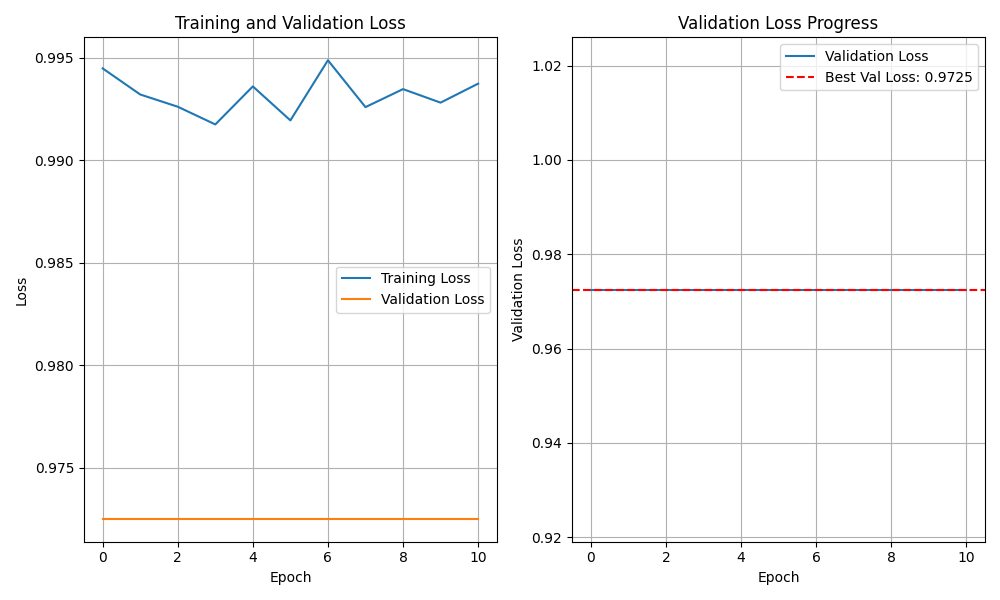 Training and Validation Loss
0.995
0.990
0.985
0.980
0.975
Loss
Training Loss
Validation Loss
0 2 4 6 8 10
Epoch
Validation Loss Progress
1.02
1.00
0.98
0.96
0.94
0.92
Validation Loss
Validation Loss
Best Val Loss: 0.9725
0 2 4 6 8 10
Epoch